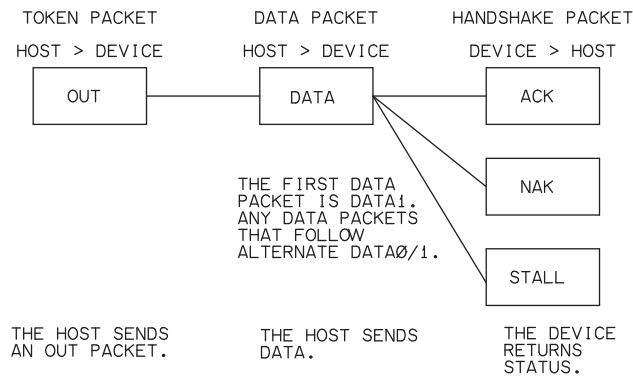 TOKEN PACKET
DATA PACKET
HANDSHAKE PACKET
HOST > DEVICE
HOST > DEVICE
DEVICE > HOST
OUT
DATA
ACK
NAK
STALL
THE FIRST DATA
PACKET IS DATA1.
ANY DATA PACKETS
THAT FOLLOW
ALTERNATE DATAØ/1.
THE HOST SENDS
AN OUT PACKET.
THE HOST SENDS
DATA.
THE DEVICE
RETURNS
STATUS.